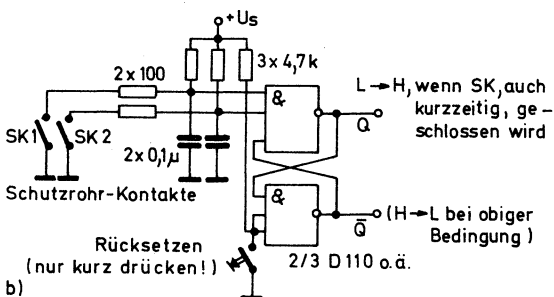 +Us
3 x 4,7k
2 x 100
&
L → H, wenn SK, auch
kurzzeitig, ge-
schlossen wird
Q
SK1
SK2
2 x 0,1µ
Schutzrohr-Kontakte
&
Q̅
(H → L bei obiger
Bedingung)
Rücksetzen
(nur kurz drücken!)
2/3 D 110 o.ä.
b)